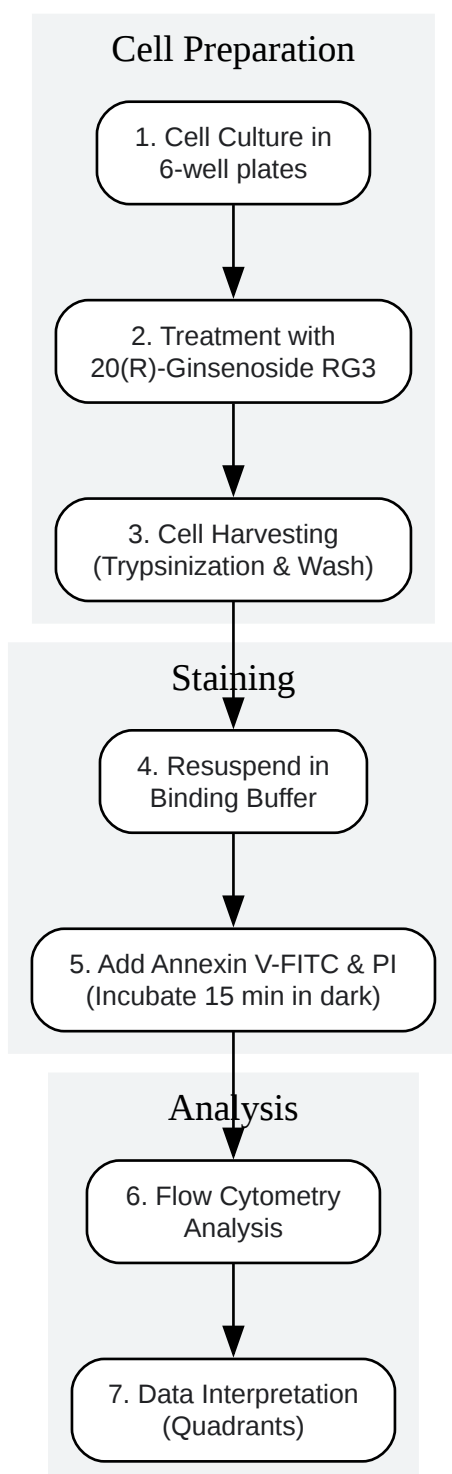 Cell Preparation
1. Cell Culture in
6-well plates
2. Treatment with
20(R)-Ginsenoside RG3
3. Cell Harvesting
(Trypsinization & Wash)
Staining
4. Resuspend in
Binding Buffer
5. Add Annexin V-FITC & PI
(Incubate 15 min in dark)
Analysis
6. Flow Cytometry
Analysis
7. Data Interpretation
(Quadrants)